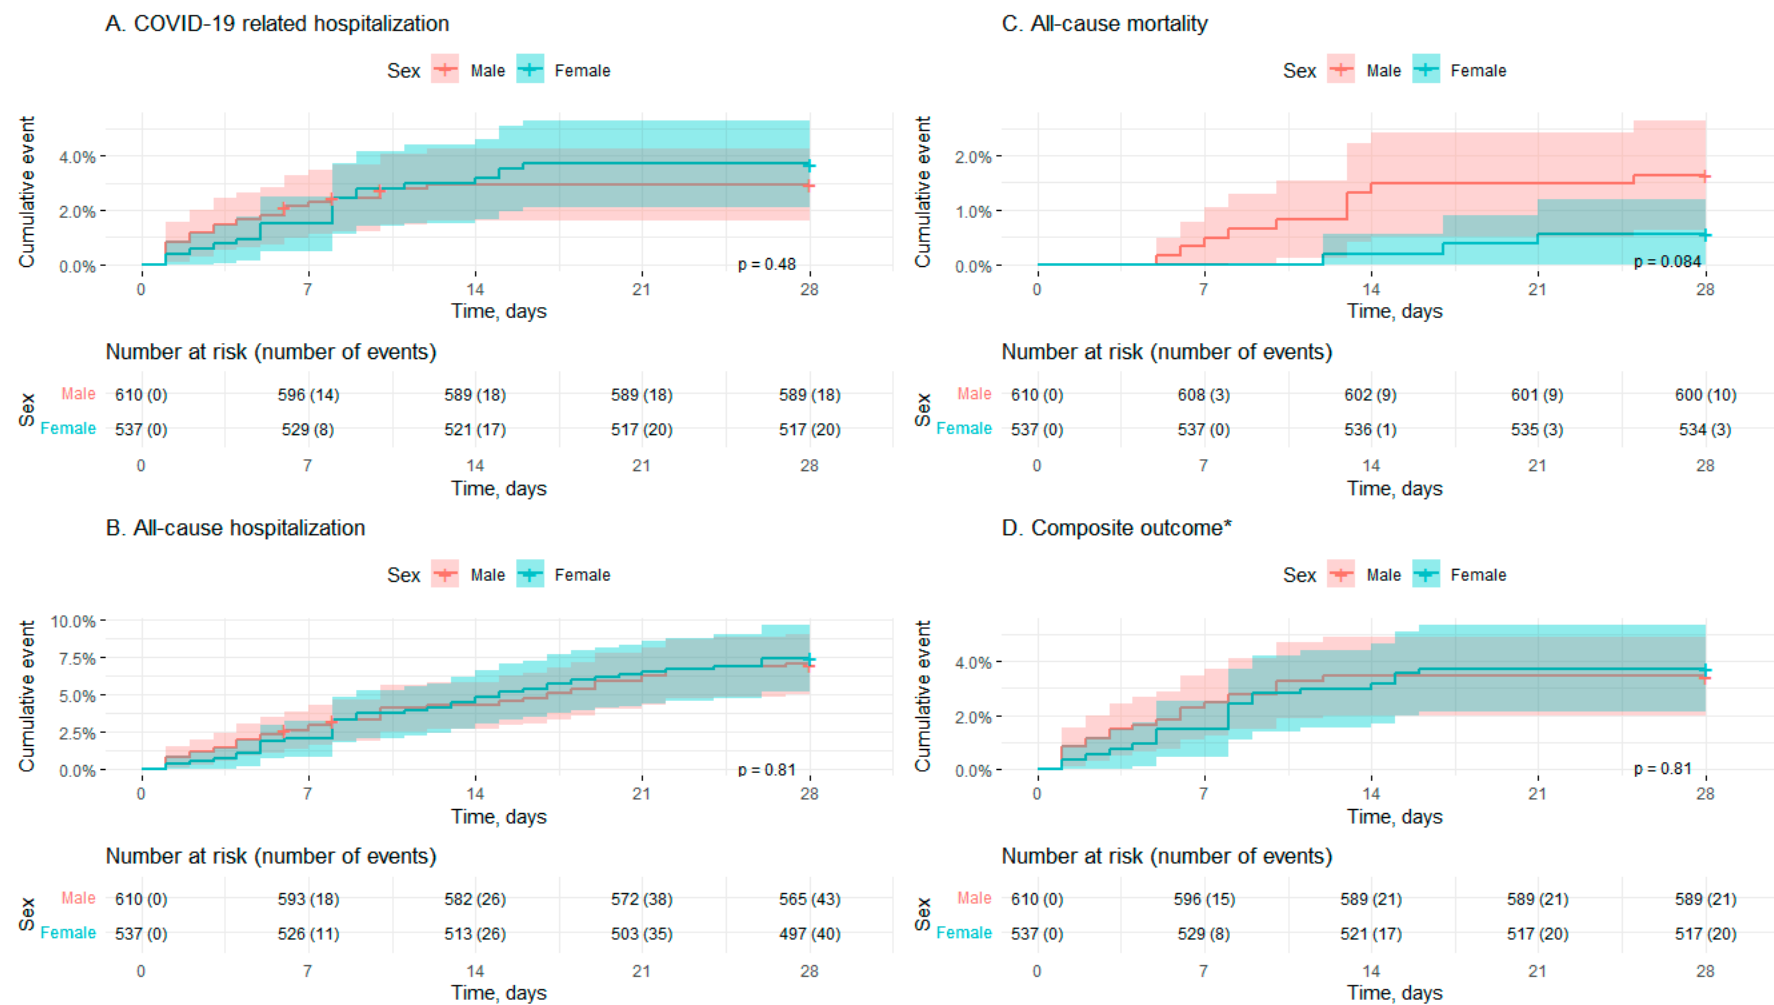 A. COVID-19 related hospitalization
Sex Male Female
Cumulative event
4.0%
2.0%
0.0%
p = 0.48
0 7 14 21 28
Time, days
Number at risk (number of events)
Sex
Male 610 (0) 596 (14) 589 (18) 589 (18) 589 (18)
Female 537 (0) 529 (8) 521 (17) 517 (20) 517 (20)
0 7 14 21 28
Time, days
B. All-cause hospitalization
Sex Male Female
Cumulative event
10.0%
7.5%
5.0%
2.5%
0.0%
p = 0.81
0 7 14 21 28
Time, days
Number at risk (number of events)
Sex
Male 610 (0) 593 (18) 582 (26) 572 (38) 565 (43)
Female 537 (0) 526 (11) 513 (26) 503 (35) 497 (40)
0 7 14 21 28
Time, days
C. All-cause mortality
Sex Male Female
Cumulative event
2.0%
1.0%
0.0%
p = 0.084
0 7 14 21 28
Time, days
Number at risk (number of events)
Sex
Male 610 (0) 608 (3) 602 (9) 601 (9) 600 (10)
Female 537 (0) 537 (0) 536 (1) 535 (3) 534 (3)
0 7 14 21 28
Time, days
D. Composite outcome*
Sex Male Female
Cumulative event
4.0%
2.0%
0.0%
p = 0.81
0 7 14 21 28
Time, days
Number at risk (number of events)
Sex
Male 610 (0) 596 (15) 589 (21) 589 (21) 589 (21)
Female 537 (0) 529 (8) 521 (17) 517 (20) 517 (20)
0 7 14 21 28
Time, days